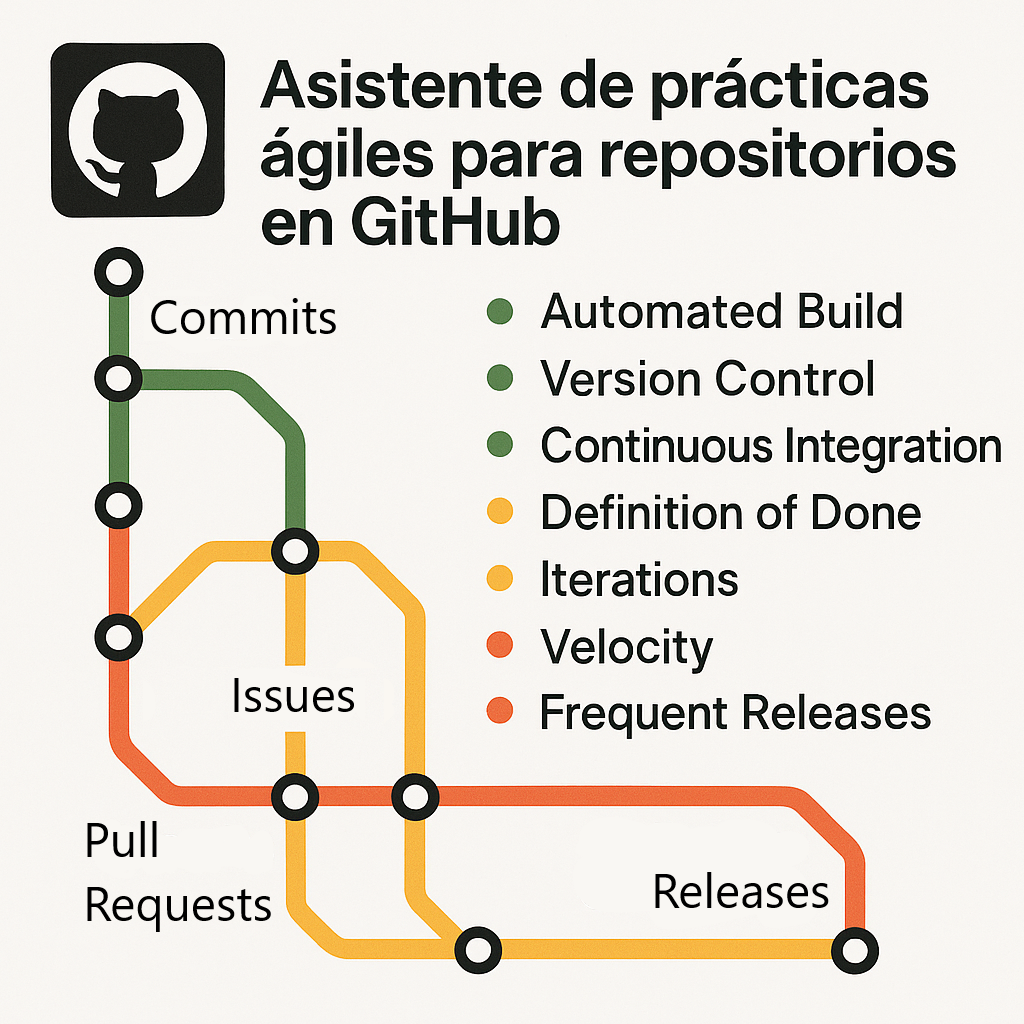 Asistente de prácticas
ágiles para repositorios
en GitHub
Commits
Automated Build
Version Control
Continuous Integration
Definition of Done
Iterations
Velocity
Frequent Releases
Issues
Pull
Requests
Releases